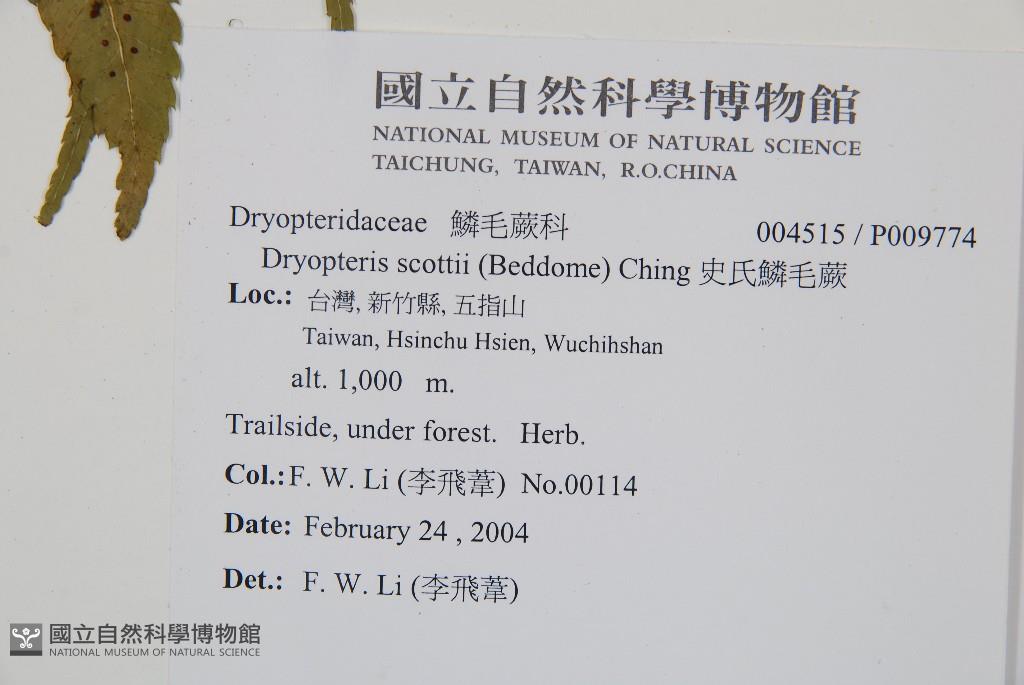 國立自然科學博物館
NATIONAL MUSEUM OF NATURAL SCIENCE
TAICHUNG, TAIWAN, R.O.CHINA
Dryopteridaceae 鱗毛蕨科 004515 / P009774
Dryopteris scottii (Beddome) Ching 史氏鱗毛蕨
Loc.: 台灣, 新竹縣, 五指山
Taiwan, Hsinchu Hsien, Wuchihshan
alt. 1,000 m.
Trailside, under forest. Herb.
Col.: F. W. Li (李飛葦) No.00114
Date: February 24 , 2004
Det.: F. W. Li (李飛葦)
國立自然科學博物館
NATIONAL MUSEUM OF NATURAL SCIENCE